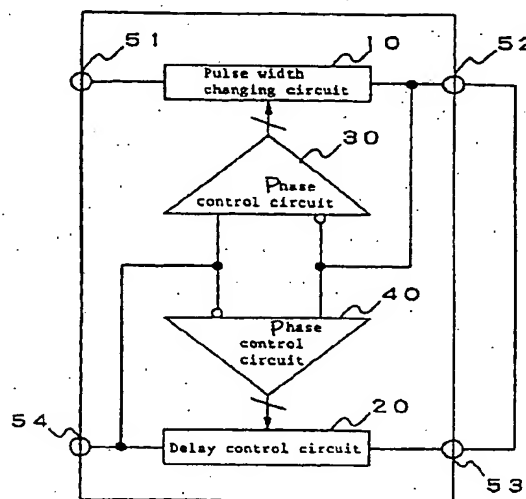 51
10
52
Pulse width
changing circuit
30
Phase
control circuit
40
Phase
control
circuit
54
20
Delay control circuit
53